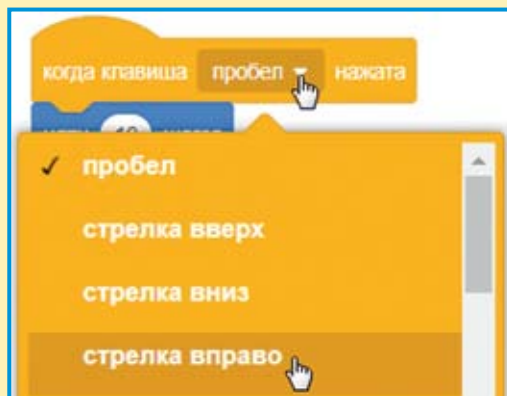 когда клавиша пробел нажата
✓ пробел
стрелка вверх
стрелка вниз
стрелка вправо